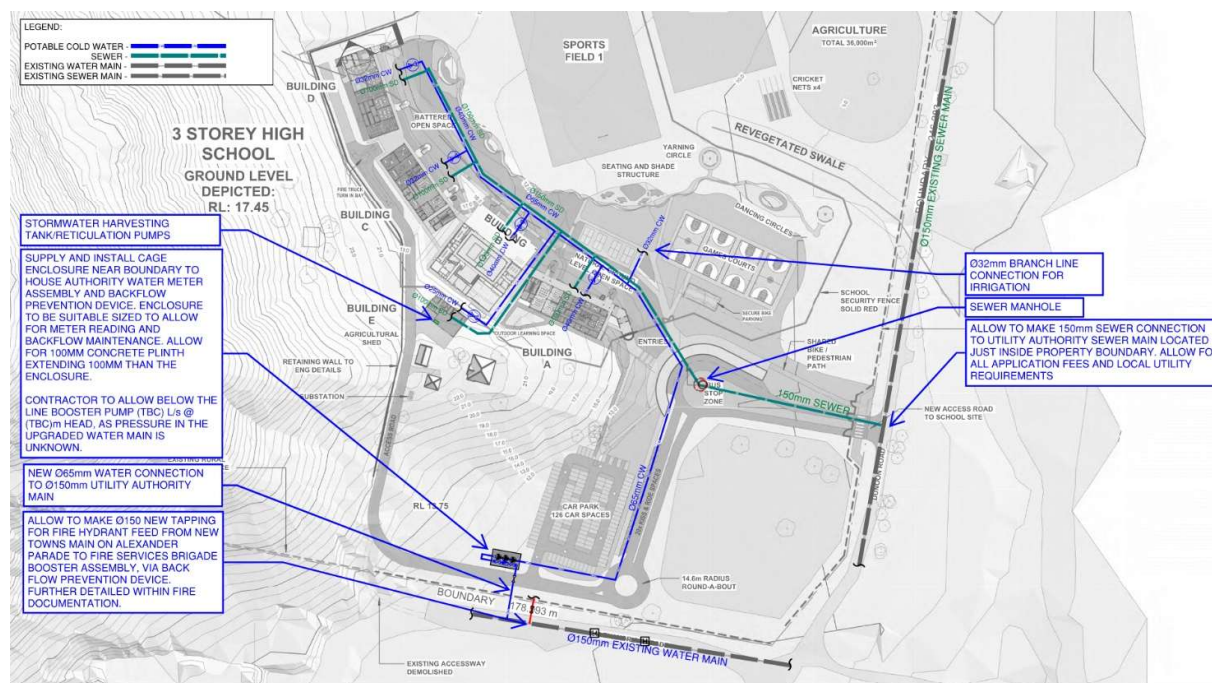 LEGEND:
POTABLE COLD WATER -
SEWER -
EXISTING WATER MAIN -
EXISTING SEWER MAIN -
3 STOREY HIGH
SCHOOL
GROUND LEVEL
DEPICTED:
RL: 17.45
BUILDING
D
BATTERED
OPEN SPACE
SPORTS
FIELD 1
AGRICULTURE
TOTAL 36,000m²
CRICKET
NETS x4
REVEGETATED SWALE
YARNING
CIRCLE
SEATING AND SHADE
STRUCTURE
DANCING CIRCLES
GAMES COURTS
FIRE TRUCK
TURN IN BAY
BUILDING
C
BUILDING
B
BUILDING
E
AGRICULTURAL
SHED
OUTDOOR LEARNING SPACE
BUILDING
A
Ø32mm CW
Ø100mm SD
Ø150mm SD
Ø65mm CW
Ø32mm CW
RETAINING WALL TO
ENG DETAILS
SUBSTATION
ACCESS ROAD
ENTRIES
SECURE BIKE
PARKING
SCHOOL
SECURITY FENCE
SOLID RED
SHARED
BIKE /
PEDESTRIAN
PATH
STOP
ZONE
150mm SEWER
NEW ACCESS ROAD
TO SCHOOL SITE
BOUNDARY
Ø150mm EXISTING SEWER MAIN
STORMWATER HARVESTING
TANK/RETICULATION PUMPS
SUPPLY AND INSTALL CAGE
ENCLOSURE NEAR BOUNDARY TO
HOUSE AUTHORITY WATER METER
ASSEMBLY AND BACKFLOW
PREVENTION DEVICE. ENCLOSURE
TO BE SUITABLE SIZED TO ALLOW
FOR METER READING AND
BACKFLOW MAINTENANCE. ALLOW
FOR 100MM CONCRETE PLINTH
EXTENDING 100MM THAN THE
ENCLOSURE.
CONTRACTOR TO ALLOW BELOW THE
LINE BOOSTER PUMP (TBC) L/s @
(TBC)m HEAD, AS PRESSURE IN THE
UPGRADED WATER MAIN IS
UNKNOWN.
NEW Ø65mm WATER CONNECTION
TO Ø150mm UTILITY AUTHORITY
MAIN
ALLOW TO MAKE Ø150 NEW TAPPING
FOR FIRE HYDRANT FEED FROM NEW
TOWNS MAIN ON ALEXANDER
PARADE TO FIRE SERVICES BRIGADE
BOOSTER ASSEMBLY, VIA BACK
FLOW PREVENTION DEVICE.
FURTHER DETAILED WITHIN FIRE
DOCUMENTATION.
Ø32mm BRANCH LINE
CONNECTION FOR
IRRIGATION
SEWER MANHOLE
ALLOW TO MAKE 150mm SEWER CONNECTION
TO UTILITY AUTHORITY SEWER MAIN LOCATED
JUST INSIDE PROPERTY BOUNDARY. ALLOW FO
ALL APPLICATION FEES AND LOCAL UTILITY
REQUIREMENTS
CAR PARK
126 CAR SPACES
Ø65mm CW
14.6m RADIUS
ROUND-A-BOUT
BOUNDARY
Ø150mm EXISTING WATER MAIN
EXISTING ACCESSWAY
DEMOLISHED